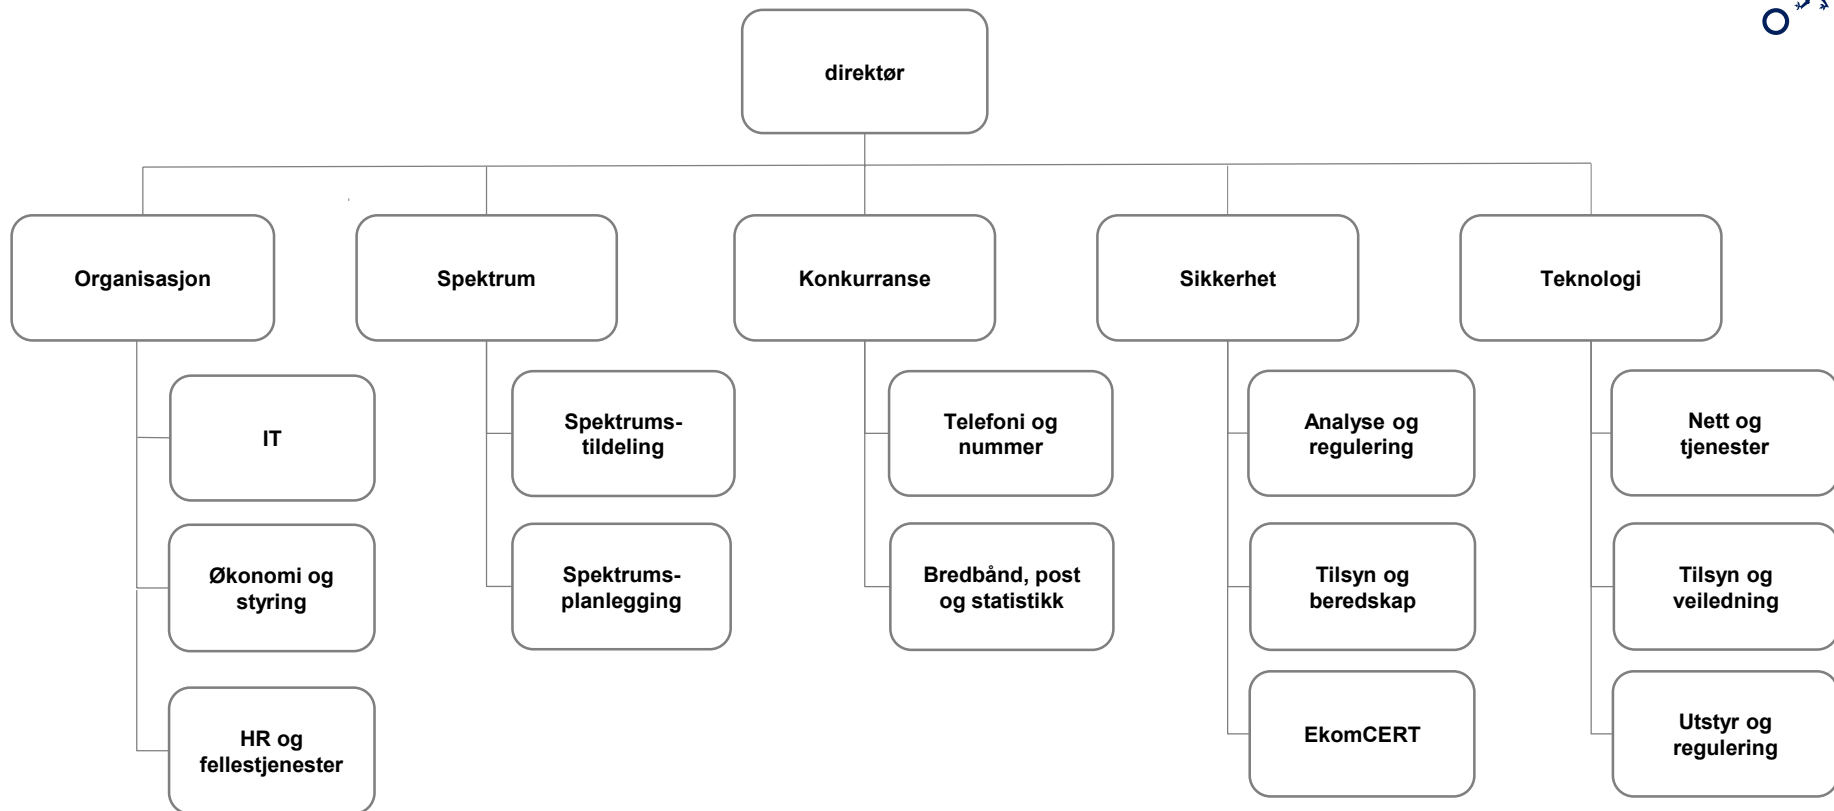 direktør
Organisasjon
Spektrum
Konkurranse
Sikkerhet
Teknologi
IT
Spektrums-
tildeling
Telefoni og
nummer
Analyse og
regulering
Nett og
tjenester
Økonomi og
styring
Spektrums-
planlegging
Bredbånd, post
og statistikk
Tilsyn og
beredskap
Tilsyn og
veiledning
HR og
fellestjenester
EkomCERT
Utstyr og
regulering